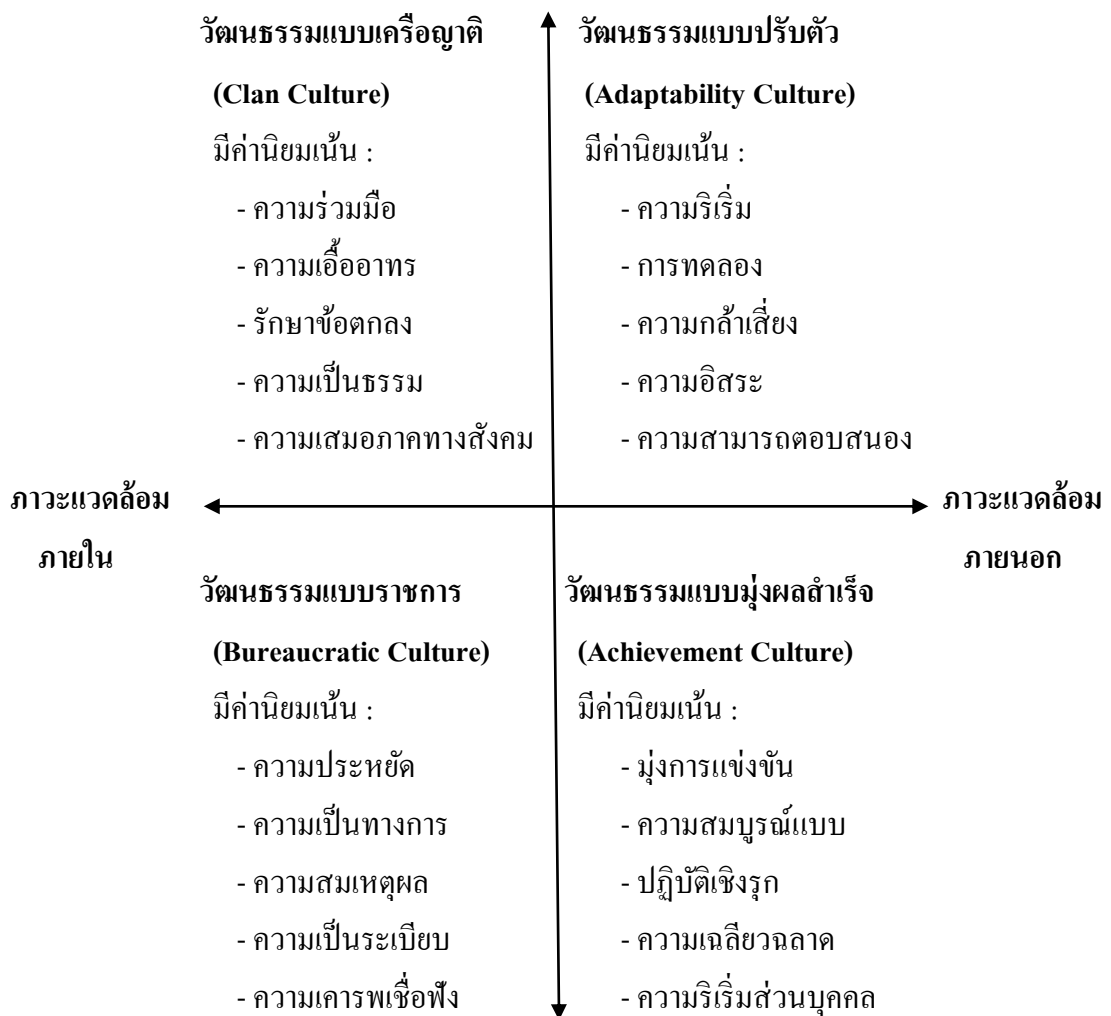 วัฒนธรรมแบบเครือญาติ
(Clan Culture)
มีค่านิยมเน้น :
- ความร่วมมือ
- ความเอื้ออาทร
- รักษาข้อตกลง
- ความเป็นธรรม
- ความเสมอภาคทางสังคม
วัฒนธรรมแบบปรับตัว
(Adaptability Culture)
มีค่านิยมเน้น :
- ความริเริ่ม
- การทดลอง
- ความกล้าเสี่ยง
- ความอิสระ
- ความสามารถตอบสนอง
ภาวะแวดล้อม
ภายใน
ภาวะแวดล้อม
ภายนอก
วัฒนธรรมแบบราชการ
(Bureaucratic Culture)
มีค่านิยมเน้น :
- ความประหยัด
- ความเป็นทางการ
- ความสมเหตุผล
- ความเป็นระเบียบ
- ความเคารพเชื่อฟัง
วัฒนธรรมแบบมุ่งผลสำเร็จ
(Achievement Culture)
มีค่านิยมเน้น :
- มุ่งการแข่งขัน
- ความสมบูรณ์แบบ
- ปฏิบัติเชิงรุก
- ความเฉลียวฉลาด
- ความริเริ่มส่วนบุคคล